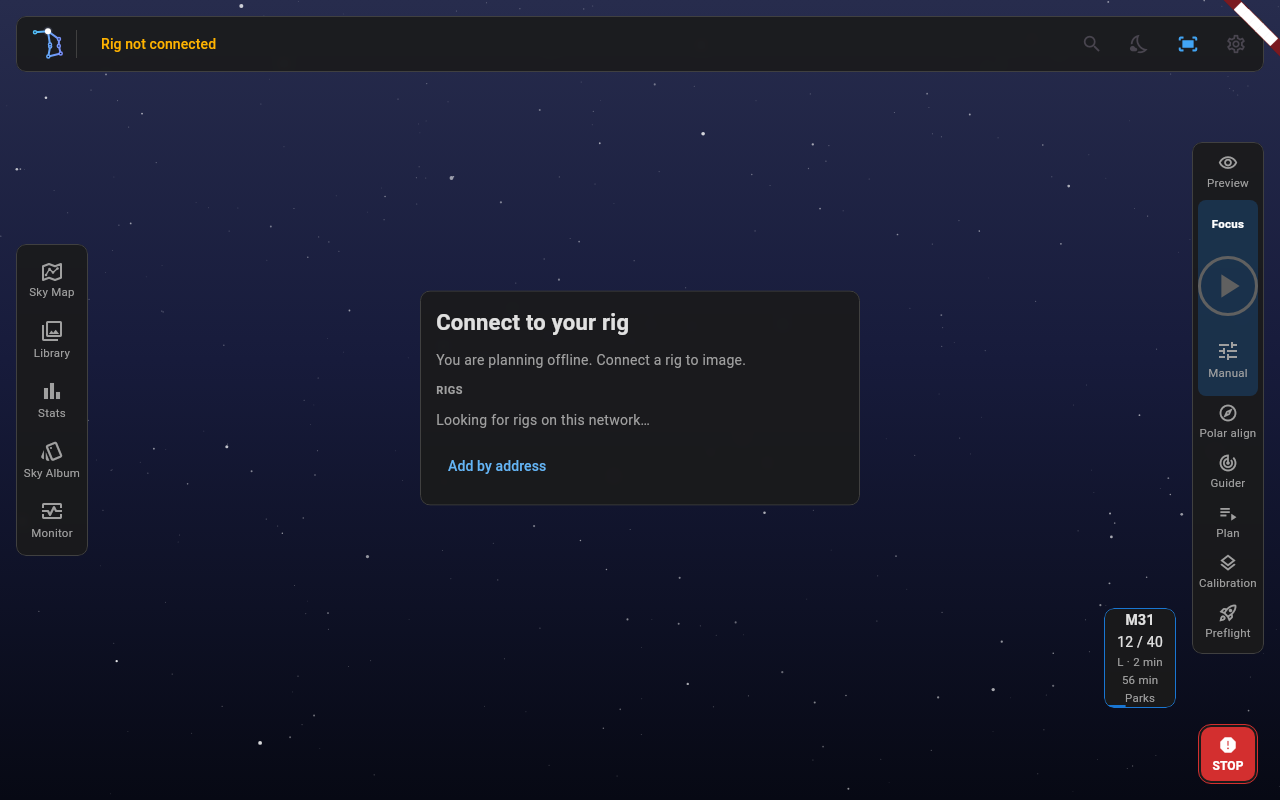 Rig not connected
Sky Map
Library
Stats
Sky Album
Monitor
Connect to your rig
You are planning offline. Connect a rig to image.
RIGS
Looking for rigs on this network…
Add by address
Preview
Focus
Manual
Polar align
Guider
Plan
Calibration
Preflight
M31
12 / 40
L · 2 min
56 min
Parks
STOP